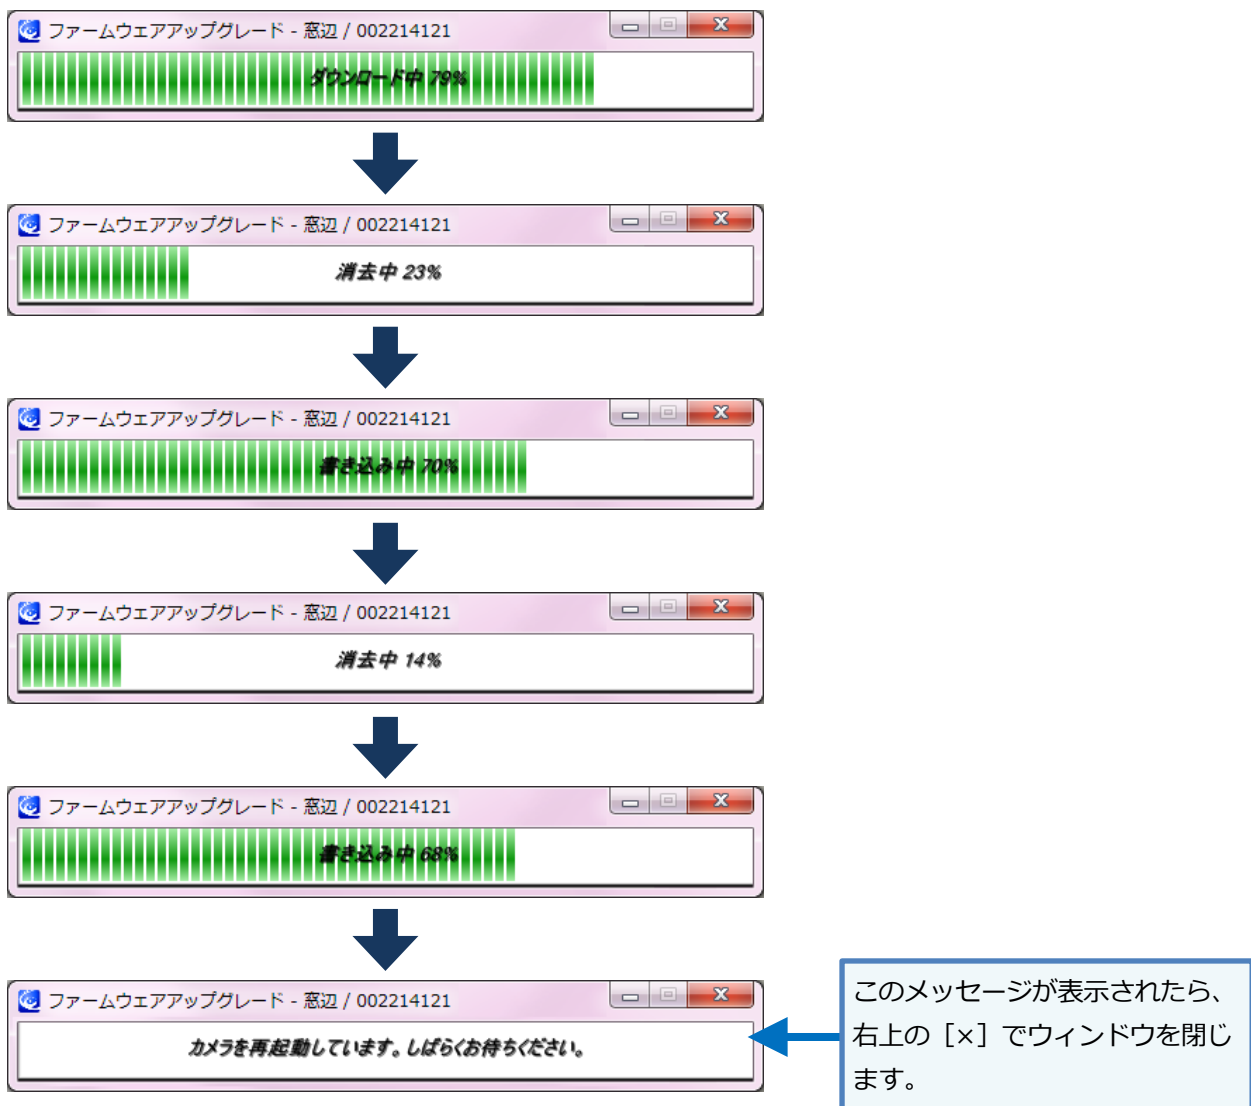 ファームウェアアップグレード - 窓辺 / 002214121
ダウンロード中 79%
ファームウェアアップグレード - 窓辺 / 002214121
消去中 23%
ファームウェアアップグレード - 窓辺 / 002214121
書き込み中 70%
ファームウェアアップグレード - 窓辺 / 002214121
消去中 14%
ファームウェアアップグレード - 窓辺 / 002214121
書き込み中 68%
ファームウェアアップグレード - 窓辺 / 002214121
カメラを再起動しています。しばらくお待ちください。
このメッセージが表示されたら、
右上の［×］でウィンドウを閉じ
ます。